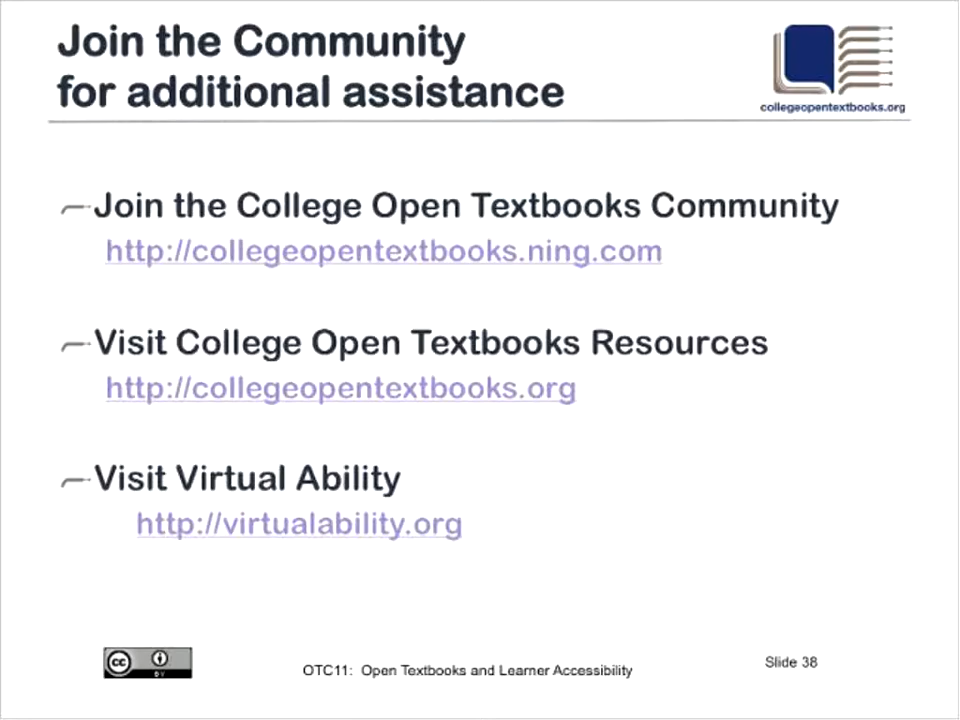 Join the Community
for additional assistance
collegeopentextbooks.org
Join the College Open Textbooks Community
http://collegeopentextbooks.ning.com
Visit College Open Textbooks Resources
http://collegeopentextbooks.org
Visit Virtual Ability
http://virtualability.org
cc
BY
OTC11: Open Textbooks and Learner Accessibility
Slide 38